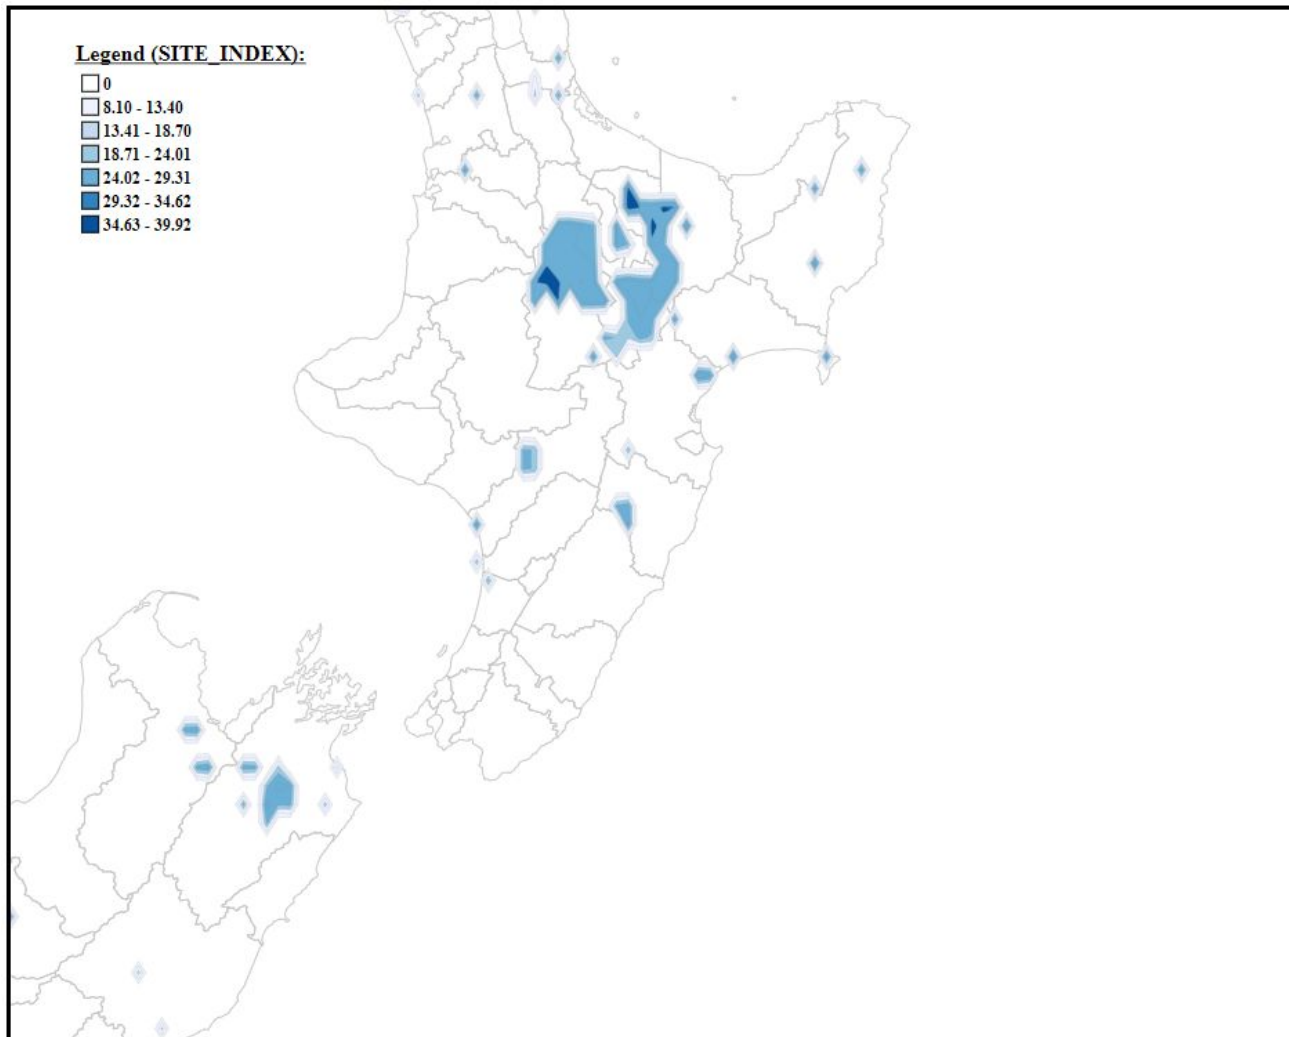 Legend (SITE_INDEX):
0
8.10 - 13.40
13.41 - 18.70
18.71 - 24.01
24.02 - 29.31
29.32 - 34.62
34.63 - 39.92